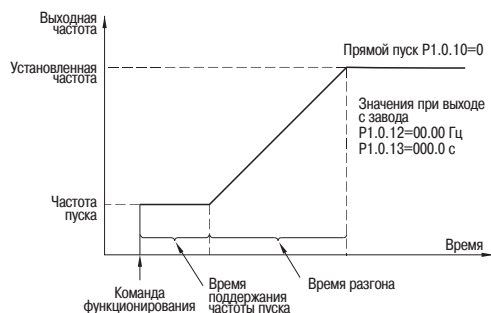 Выходная
частота
Прямой пуск P1.0.10=0
Установленная
частота
Значения при выходе
с завода
P1.0.12=00.00 Гц
P1.0.13=000.0 с
Частота
пуска
Время
Команда
функционирования
Время
поддержания
частоты пуска
Время разгона